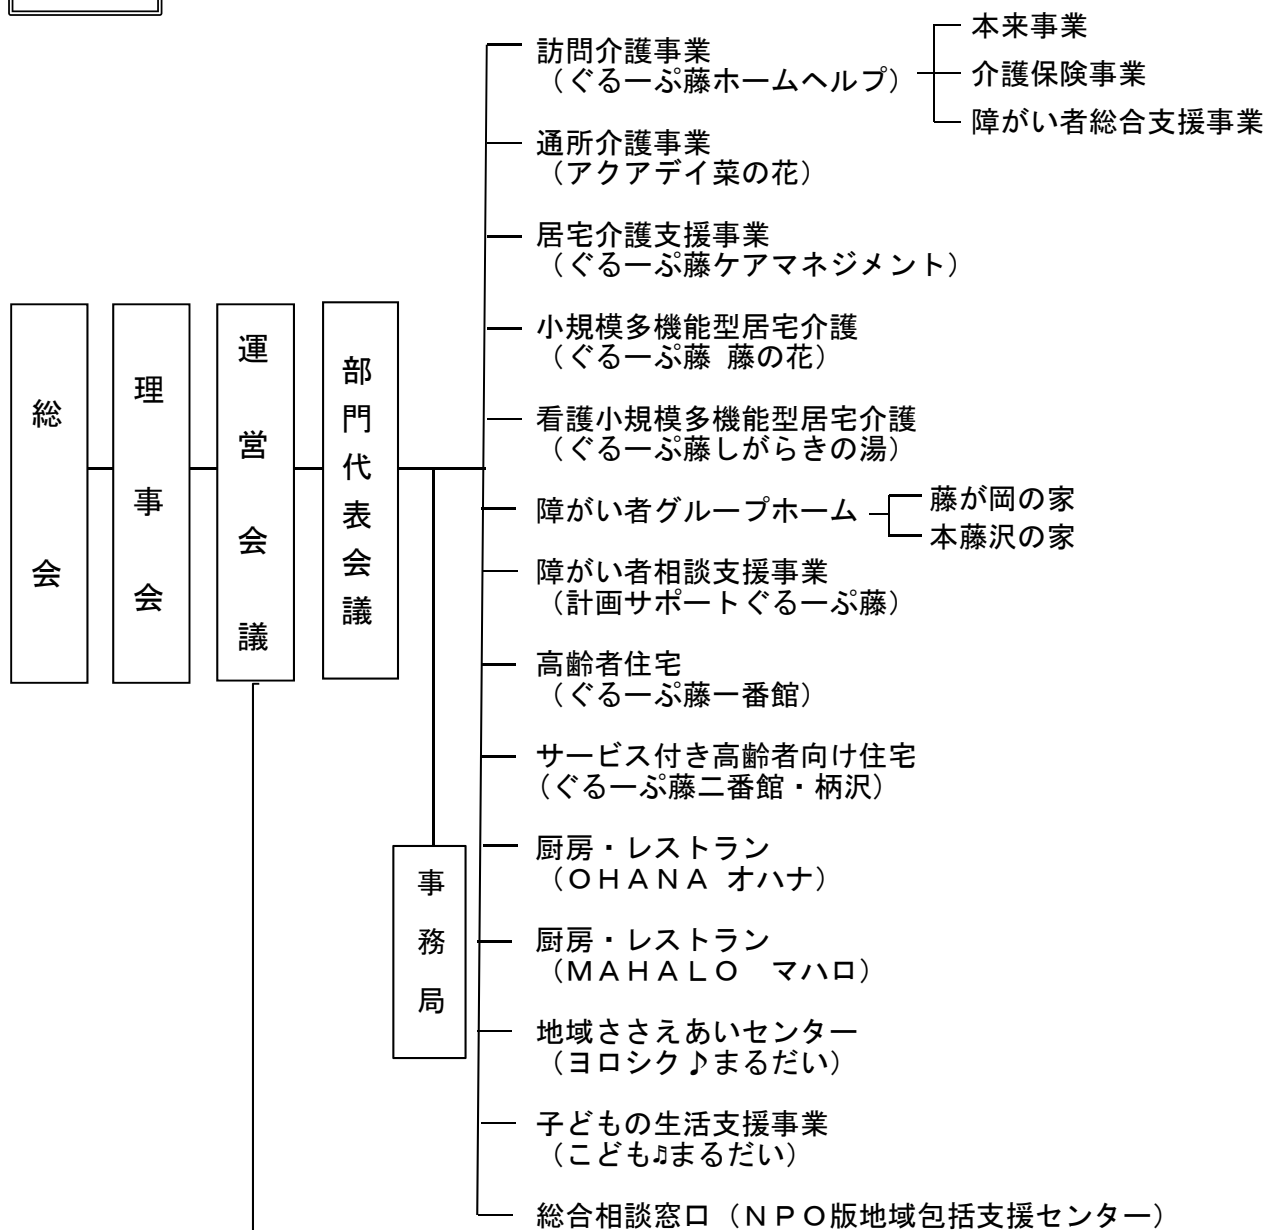 総会
理事会
運営会議
部門代表会議
事務局
訪問介護事業
（ぐるーぷ藤ホームヘルプ）
本来事業
介護保険事業
障がい者総合支援事業
通所介護事業
（アクアデイ菜の花）
居宅介護支援事業
（ぐるーぷ藤ケアマネジメント）
小規模多機能型居宅介護
（ぐるーぷ藤 藤の花）
看護小規模多機能型居宅介護
（ぐるーぷ藤しがらきの湯）
障がい者グループホーム
藤が岡の家
本藤沢の家
障がい者相談支援事業
（計画サポートぐるーぷ藤）
高齢者住宅
（ぐるーぷ藤一番館）
サービス付き高齢者向け住宅
（ぐるーぷ藤二番館・柄沢）
厨房・レストラン
（ＯＨＡＮＡ オハナ）
厨房・レストラン
（ＭＡＨＡＬＯ　マハロ）
地域ささえあいセンター
（ヨロシク♪まるだい）
子どもの生活支援事業
（こども♬まるだい）
総合相談窓口（ＮＰＯ版地域包括支援センター）